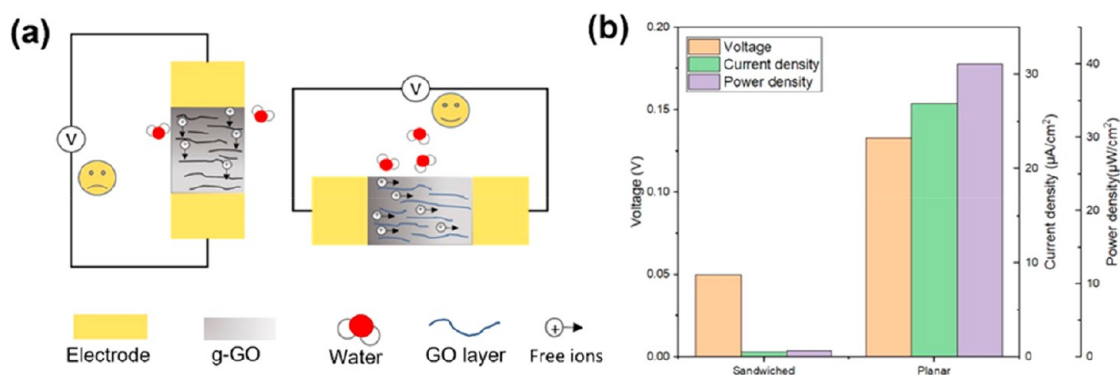 (a)
V
V
Electrode
g-GO
Water
GO layer
Free ions
(b)
Voltage
Current density
Power density
0.20
0.15
0.10
0.05
0.00
Voltage (V)
Sandwiched
Planar
30
20
10
0
Current density (μA/cm²)
40
30
20
10
0
Power density(μW/cm²)